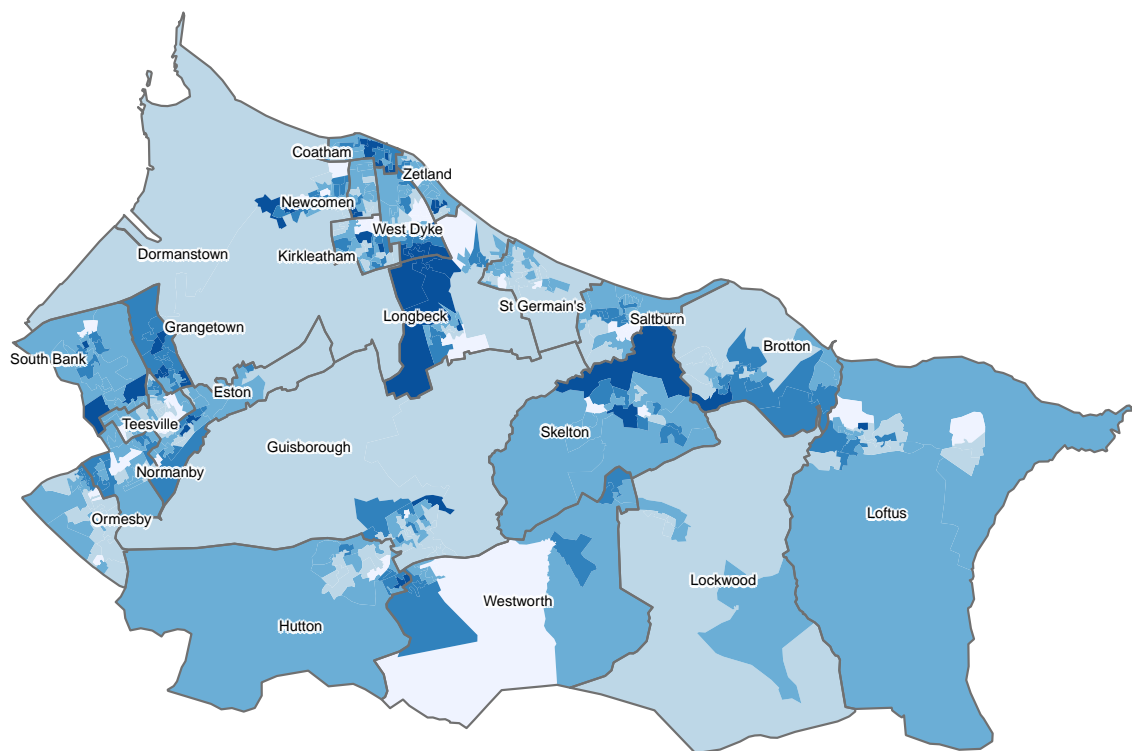 Coatham
Zetland
Newcomen
West Dyke
Dormanstown
Kirkleatham
St Germain's
Longbeck
Saltburn
Grangetown
Brotton
South Bank
Eston
Teesville
Skelton
Guisborough
Normanby
Loftus
Ormesby
Lockwood
Westworth
Hutton